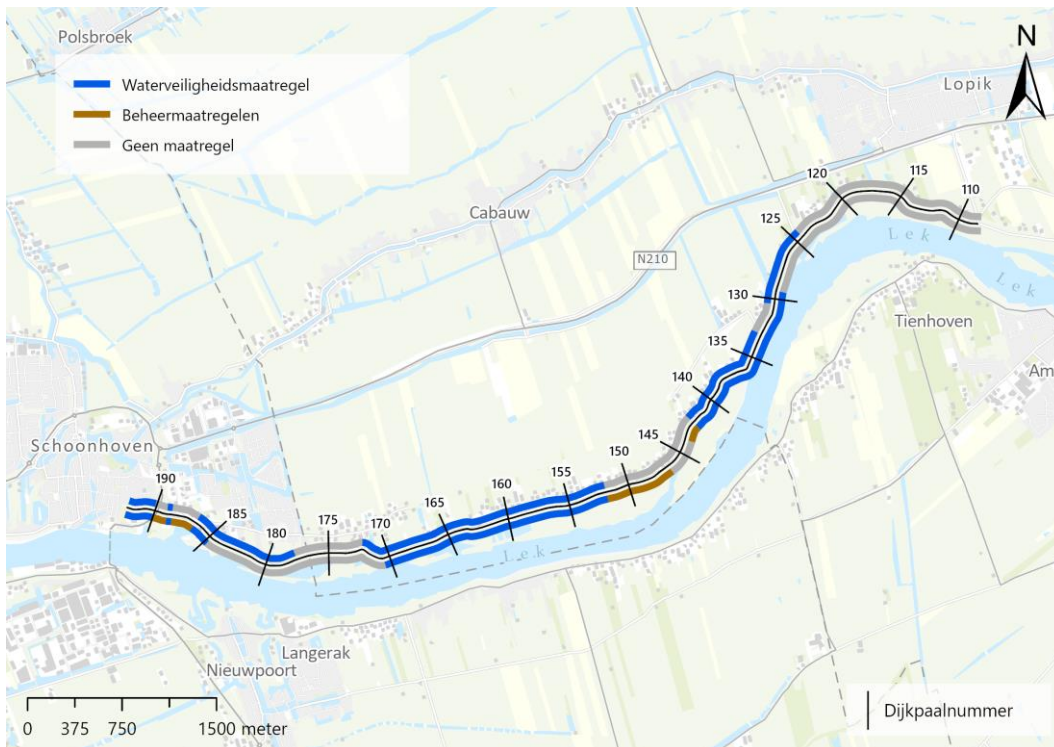 Polsbroek
Waterveiligheidsmaatregel
Beheermaatregelen
Geen maatregel
N
Lopik
120
115
110
Cabauw
125
Lek
N210
Lek
130
Tienhoven
135
Am
140
Schoonhoven
145
190
150
155
160
165
185
170
180
175
Lek
Langerak
Nieuwpoort
0 375 750 1500 meter
Dijkpaalnummer